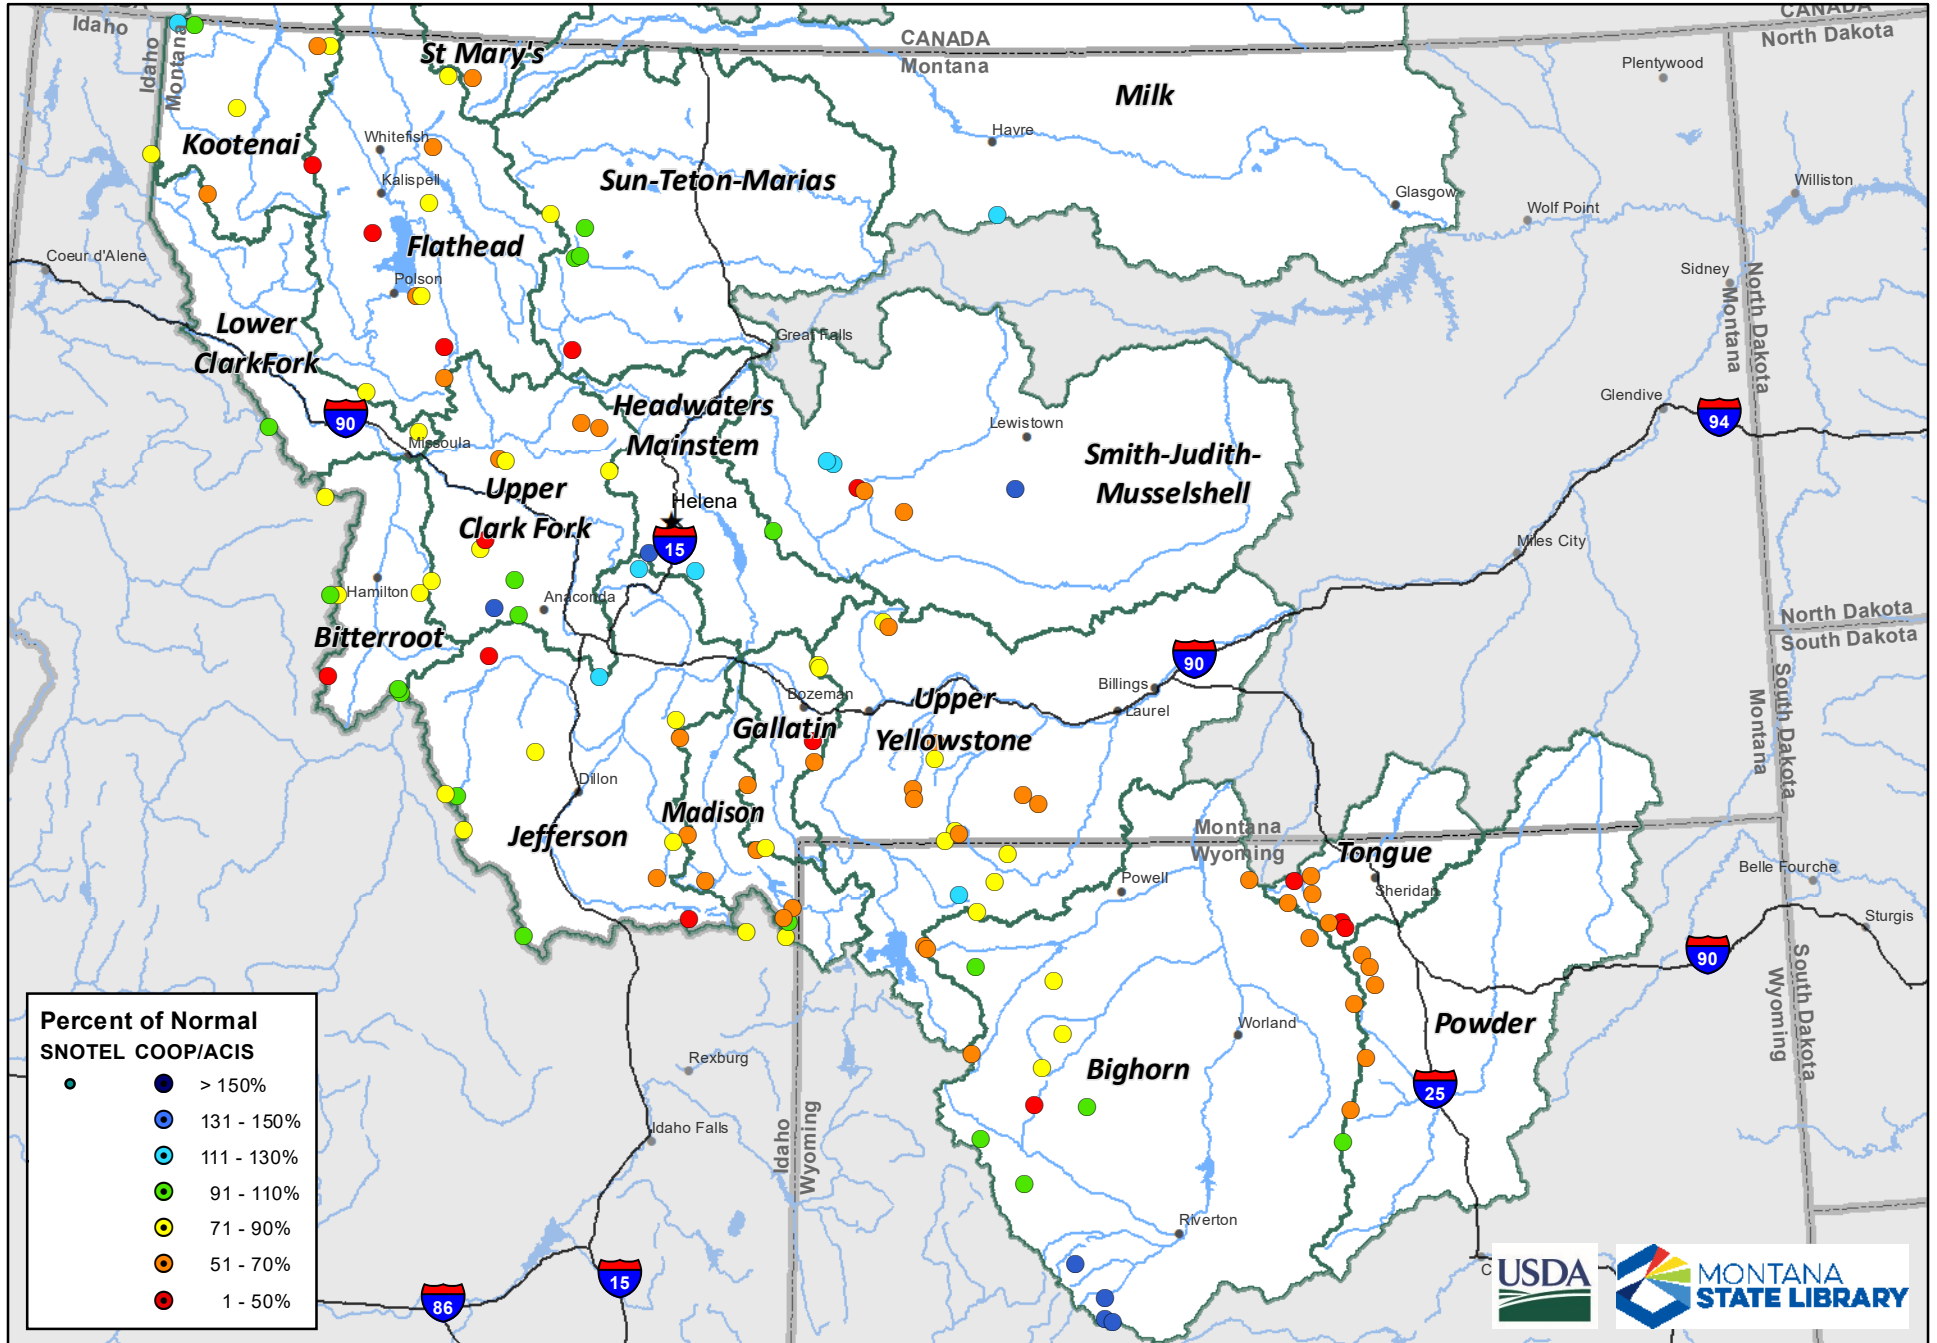 Idaho
CANADA
North Dakota
CANADA
Montana
Idaho
Montana
St Mary's
Plentywood
Milk
Havre
Whitefish
Kootenai
Kalispell
Sun-Teton-Marias
Glasgow
Williston
Wolf Point
Flathead
Coeur d'Alene
Polson
Sidney
North Dakota
Montana
Lower
ClarkFork
Great Falls
Glendive
94
Headwaters
Mainstem
90
Missoula
Lewistown
Smith-Judith-
Musselshell
Upper
Clark Fork
Helena
15
Miles City
Hamilton
Anaconda
North Dakota
South Dakota
Bitterroot
90
Billings
Laurel
Bozeman
Upper
Yellowstone
Gallatin
South Dakota
Montana
Dillon
Madison
Jefferson
Montana
Wyoming
Tongue
Sheridan
Powell
Belle Fourche
Sturgis
90
South Dakota
Wyoming
Powder
Worland
Bighorn
25
Rexburg
Idaho Falls
Idaho
Wyoming
Riverton
15
86
Percent of Normal
SNOTEL COOP/ACIS
> 150%
131 - 150%
111 - 130%
91 - 110%
71 - 90%
51 - 70%
1 - 50%
C
USDA
MONTANA
STATE LIBRARY